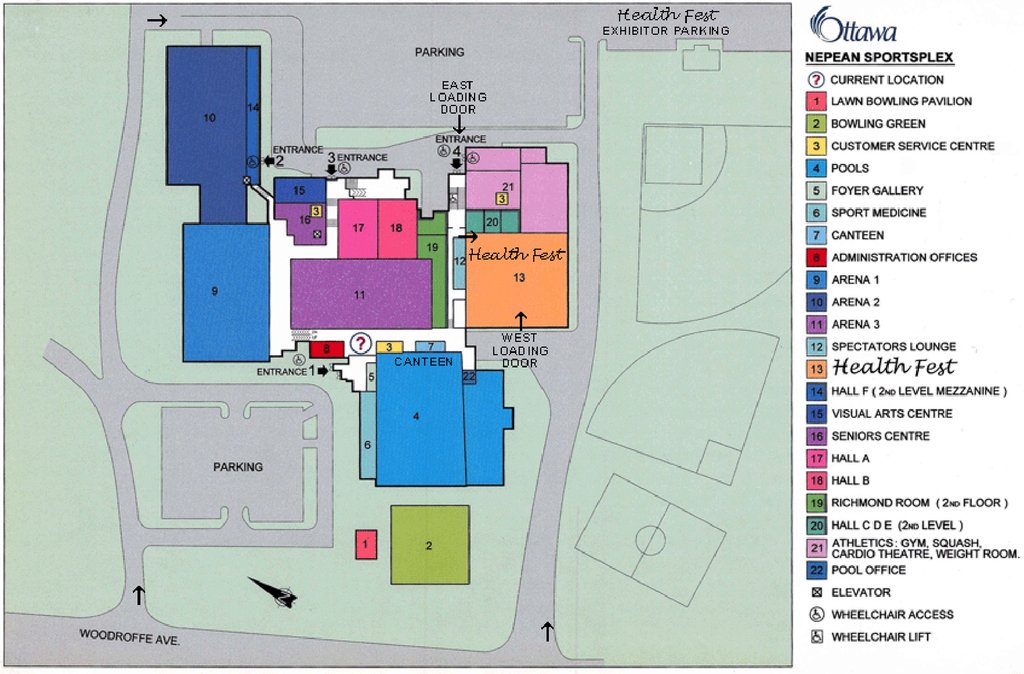 Health Fest
EXHIBITOR PARKING
PARKING
EAST
LOADING
DOOR
ENTRANCE
4
ENTRANCE
2
3 ENTRANCE
14
10
15
3
16
17
18
19
21
3
20
12
Health Fest
13
9
11
WEST
LOADING
DOOR
8
?
3
7
CANTEEN
ENTRANCE 1
5
22
4
6
PARKING
1
2
WOODROFFE AVE.
Ottawa
NEPEAN SPORTSPLEX
? CURRENT LOCATION
1 LAWN BOWLING PAVILION
2 BOWLING GREEN
3 CUSTOMER SERVICE CENTRE
4 POOLS
5 FOYER GALLERY
6 SPORT MEDICINE
7 CANTEEN
8 ADMINISTRATION OFFICES
9 ARENA 1
10 ARENA 2
11 ARENA 3
12 SPECTATORS LOUNGE
13 Health Fest
14 HALL F ( 2ND LEVEL MEZZANINE )
15 VISUAL ARTS CENTRE
16 SENIORS CENTRE
17 HALL A
18 HALL B
19 RICHMOND ROOM ( 2ND FLOOR )
20 HALL C D E (2ND LEVEL )
21 ATHLETICS : GYM, SQUASH,
CARDIO THEATRE, WEIGHT ROOM.
22 POOL OFFICE
ELEVATOR
WHEELCHAIR ACCESS
WHEELCHAIR LIFT